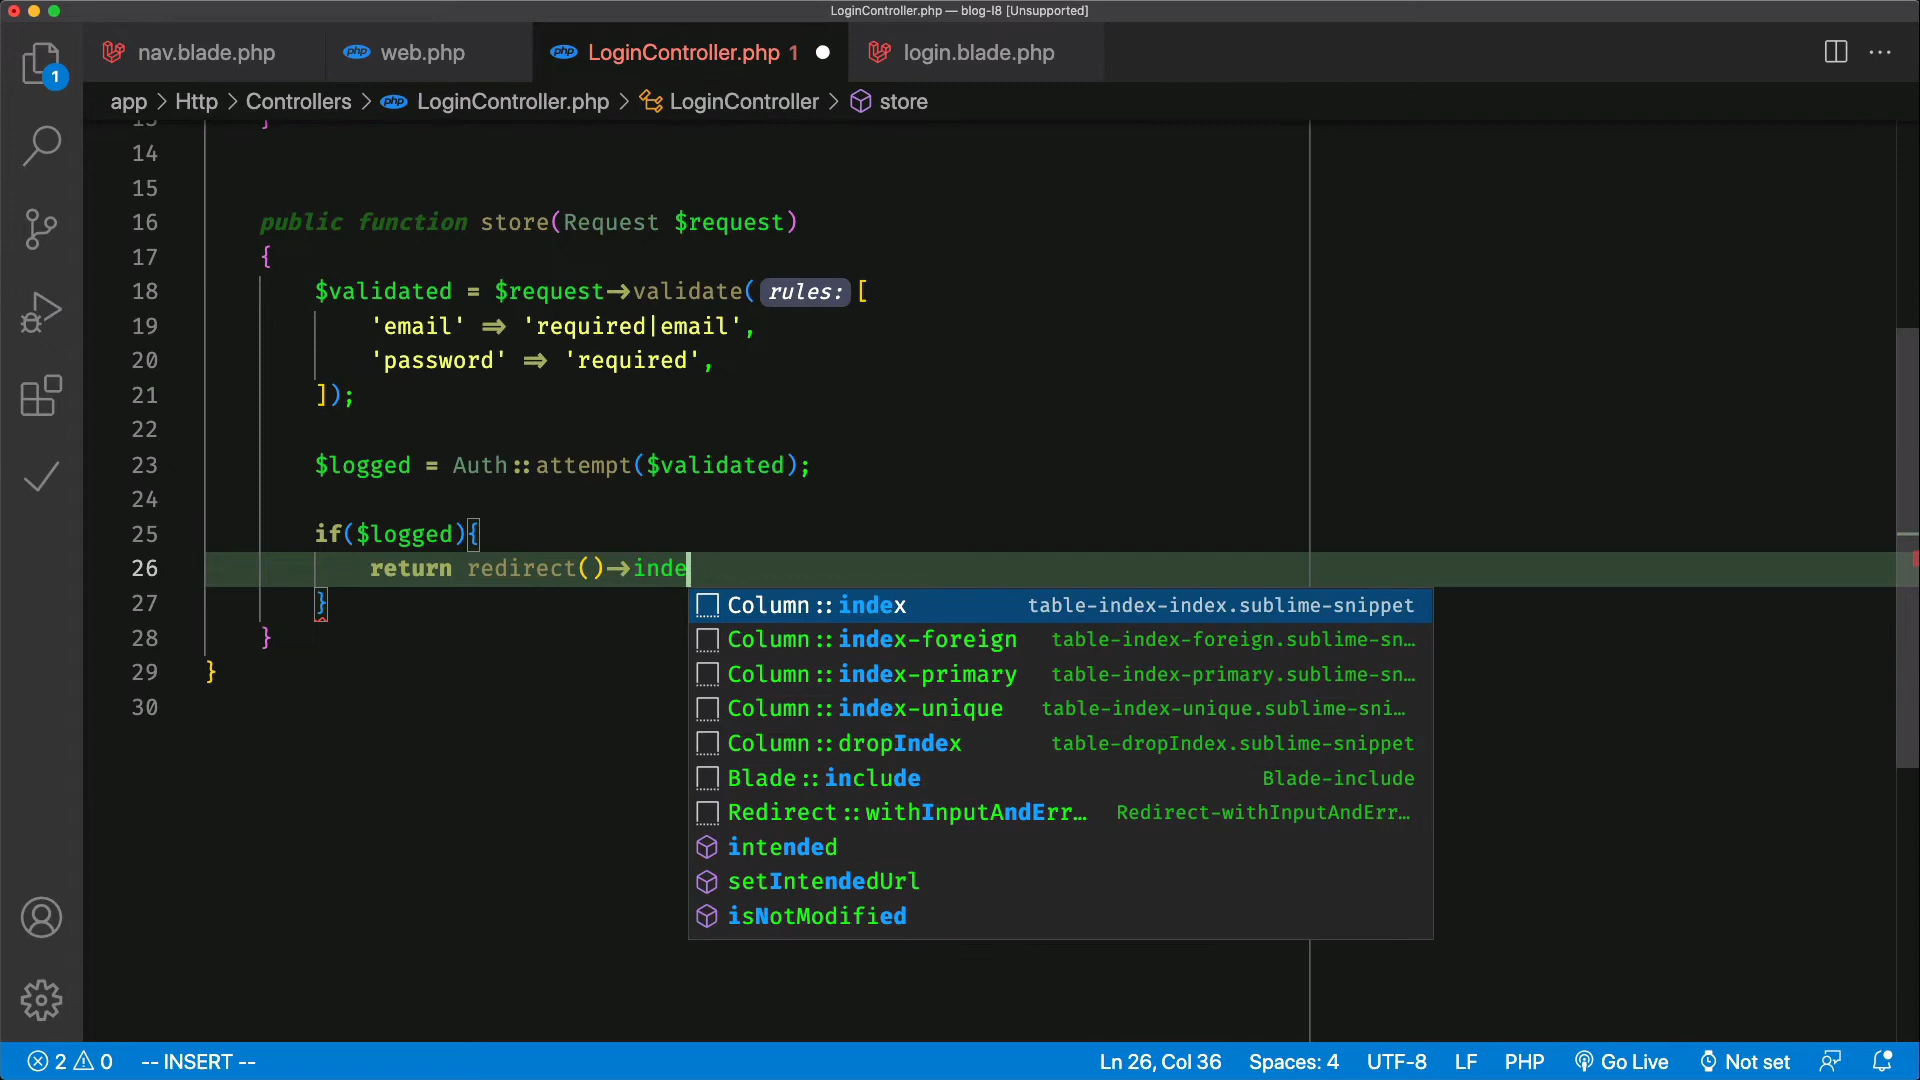 LoginController.php — blog-l8 [Unsupported]
nav.blade.php
web.php
LoginController.php 1
login.blade.php
1
app > Http > Controllers > LoginController.php > LoginController > store
13 }
14
15
16 public function store(Request $request)
17 {
18 $validated = $request->validate( rules: [
19 'email' => 'required|email',
20 'password' => 'required',
21 ]);
22
23 $logged = Auth::attempt($validated);
24
25 if($logged){
26 return redirect()->inde
27 }
28 }
29 }
30
Column::index table-index-index.sublime-snippet
Column::index-foreign table-index-foreign.sublime-sn…
Column::index-primary table-index-primary.sublime-sn…
Column::index-unique table-index-unique.sublime-sni…
Column::dropIndex table-dropIndex.sublime-snippet
Blade::include Blade-include
Redirect::withInputAndErr… Redirect-withInputAndErr…
intended
setIntendedUrl
isNotModified
2 0 -- INSERT -- Ln 26, Col 36 Spaces: 4 UTF-8 LF PHP Go Live Not set